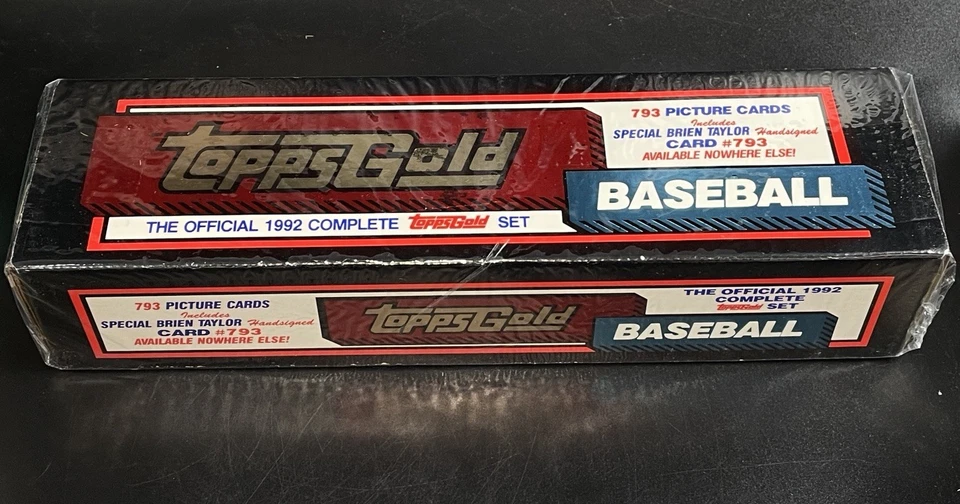 ToppsGold
793 PICTURE CARDS
Includes
SPECIAL BRIEN TAYLOR Handsigned
CARD #793
AVAILABLE NOWHERE ELSE!
BASEBALL
THE OFFICIAL 1992 COMPLETE ToppsGold SET
793 PICTURE CARDS
Includes
SPECIAL BRIEN TAYLOR Handsigned
CARD #793
AVAILABLE NOWHERE ELSE!
ToppsGold
THE OFFICIAL 1992
COMPLETE
ToppsGold SET
BASEBALL